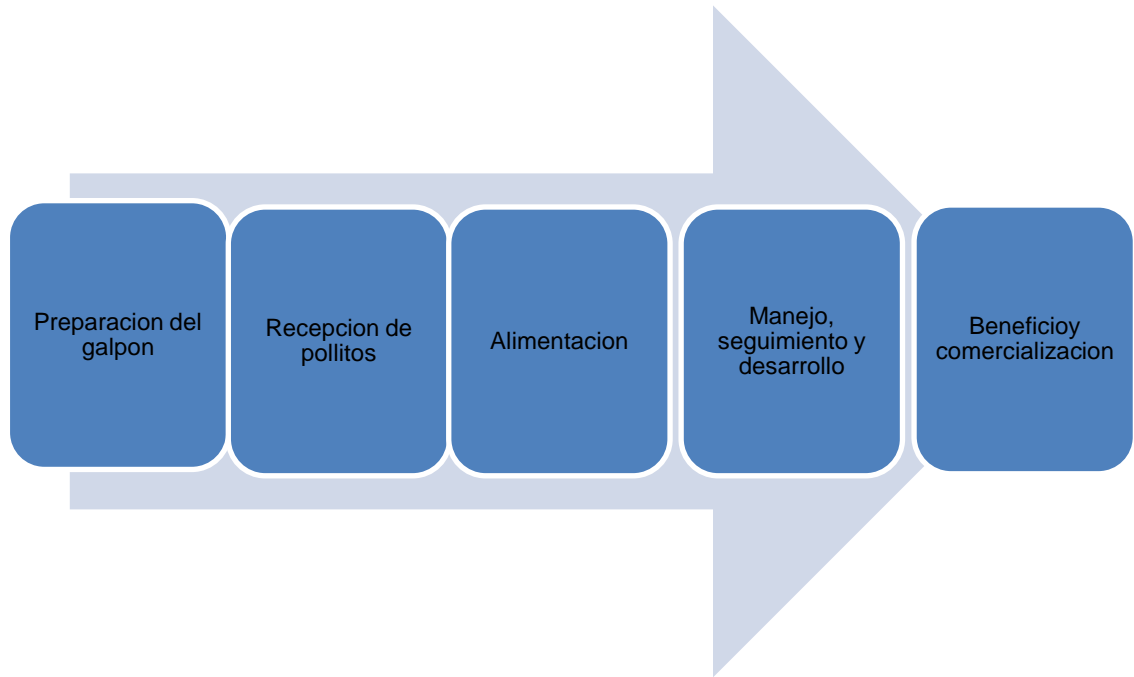 Preparacion del
galpon
Recepcion de
pollitos
Alimentacion
Manejo,
seguimiento y
desarrollo
Beneficioy
comercializacion